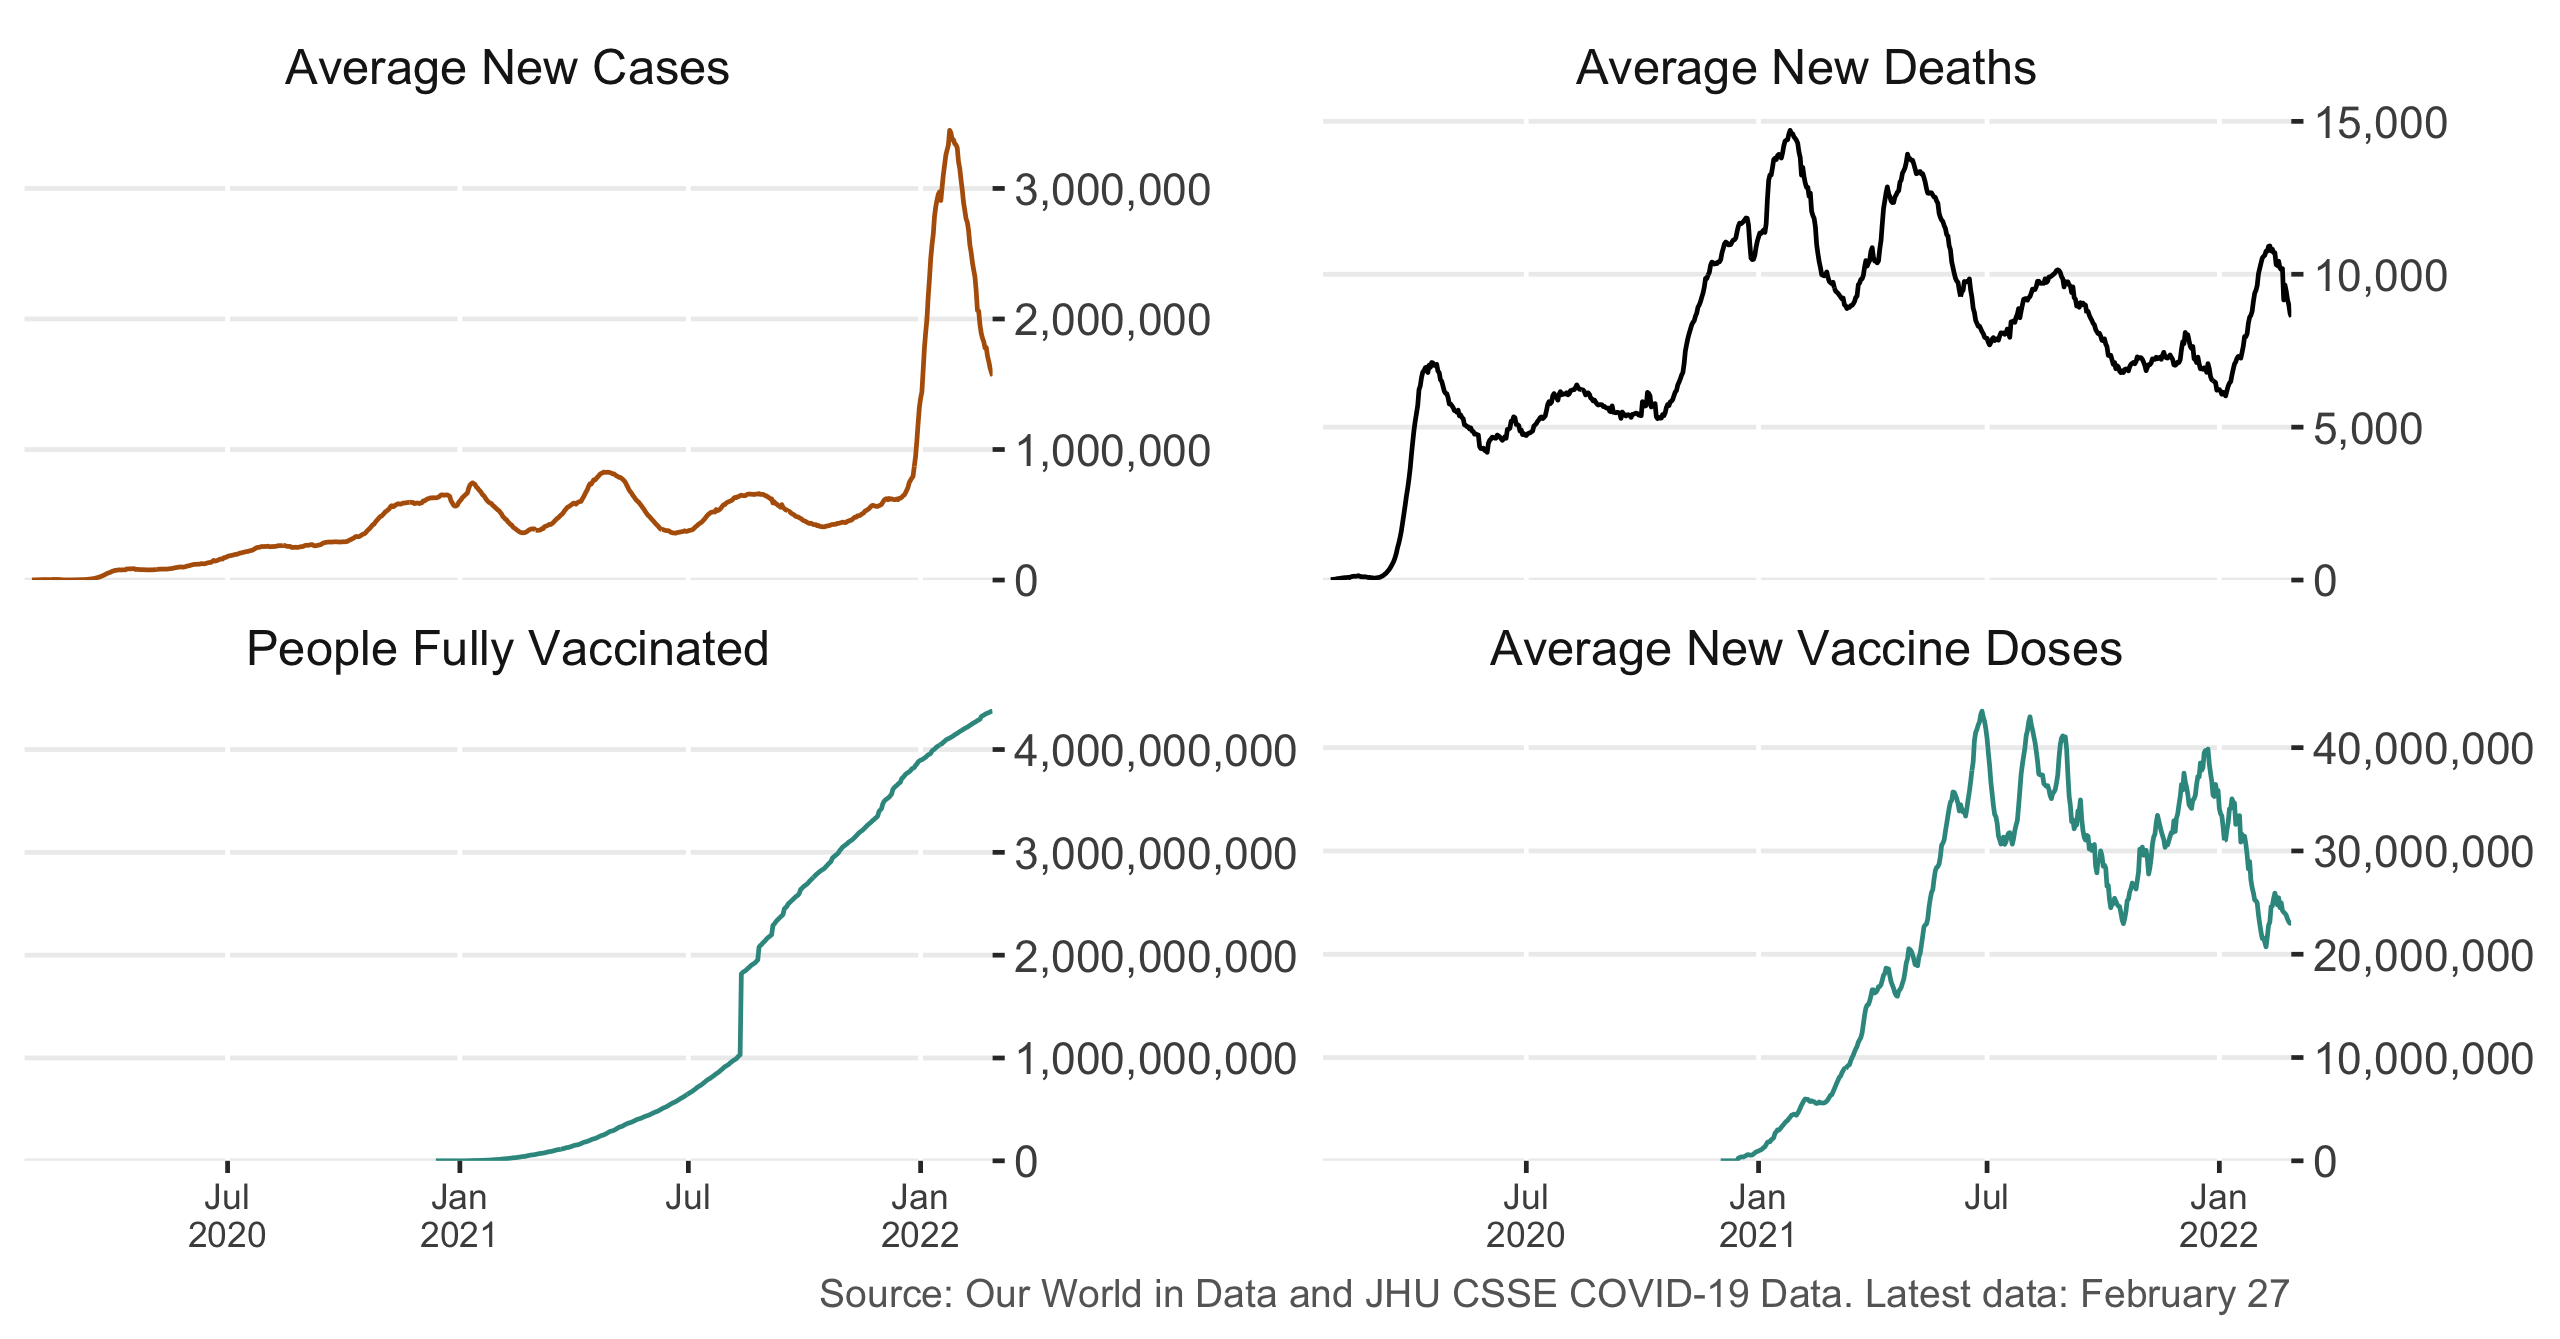 Average New Cases
3,000,000
2,000,000
1,000,000
0
Average New Deaths
15,000
10,000
5,000
0
People Fully Vaccinated
4,000,000,000
3,000,000,000
2,000,000,000
1,000,000,000
0
Jul
2020
Jan
2021
Jul
Jan
2022
Average New Vaccine Doses
40,000,000
30,000,000
20,000,000
10,000,000
0
Jul
2020
Jan
2021
Jul
Jan
2022
Source: Our World in Data and JHU CSSE COVID-19 Data. Latest data: February 27